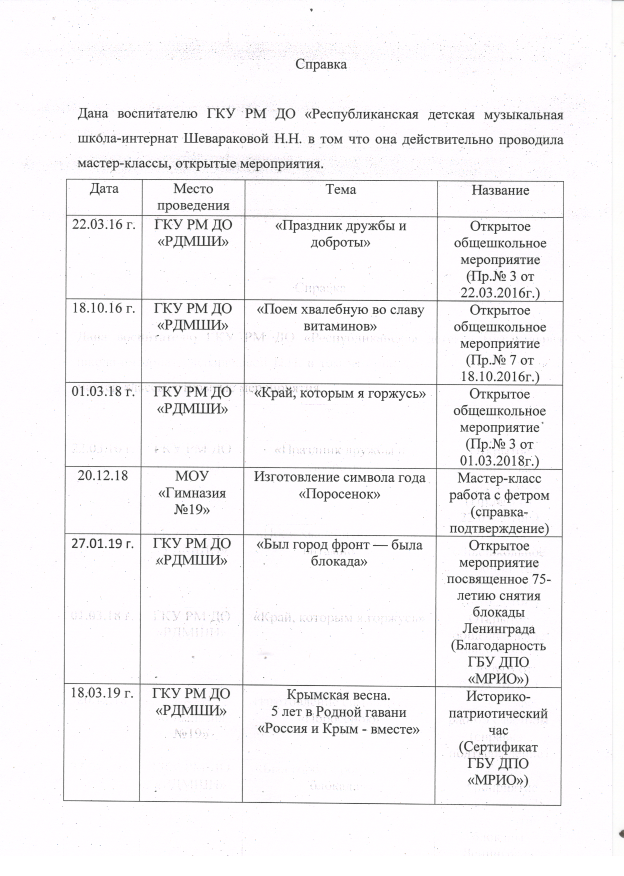 Справка
Дана воспитателю ГКУ РМ ДО «Республиканская детская музыкальная
школа-интернат Шевараковой Н.Н. в том что она действительно проводила
мастер-классы, открытые мероприятия.
Дата
Место
проведения
Тема
Название
22.03.16 г.
ГКУ РМ ДО
«РДМШИ»
«Праздник дружбы и
доброты»
Открытое
общешкольное
мероприятие
(Пр.№ 3 от
22.03.2016г.)
18.10.16 г.
ГКУ РМ ДО
«РДМШИ»
«Поем хвалебную во славу
витаминов»
Открытое
общешкольное
мероприятие
(Пр.№ 7 от
18.10.2016г.)
01.03.18 г.
ГКУ РМ ДО
«РДМШИ»
«Край, которым я горжусь»
Открытое
общешкольное
мероприятие
(Пр.№ 3 от
01.03.2018г.)
20.12.18
МОУ
«Гимназия
№19»
Изготовление символа года
«Поросенок»
Мастер-класс
работа с фетром
(справка-
подтверждение)
27.01.19 г.
ГКУ РМ ДО
«РДМШИ»
«Был город фронт — была
блокада»
Открытое
мероприятие
посвященное 75-
летию снятия
блокады
Ленинграда
(Благодарность
ГБУ ДПО
«МРИО»)
18.03.19 г.
ГКУ РМ ДО
«РДМШИ»
Крымская весна.
5 лет в Родной гавани
«Россия и Крым - вместе»
Историко-
патриотический
час
(Сертификат
ГБУ ДПО
«МРИО»)